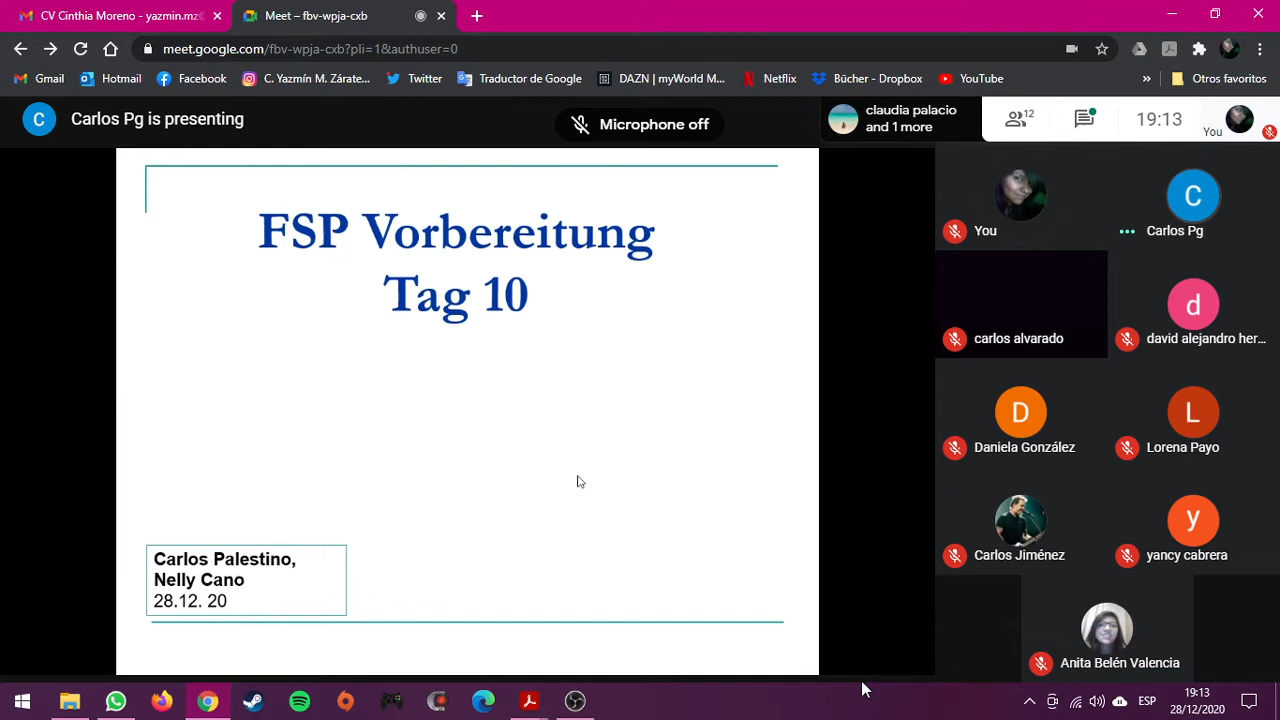 CV Cinthia Moreno - yazmin.mz
Meet – fbv-wpja-cxb
meet.google.com/fbv-wpja-cxb?pli=1&authuser=0
Gmail
Hotmail
Facebook
C. Yazmín M. Zárate...
Twitter
Traductor de Google
DAZN | myWorld M...
Netflix
Bücher - Dropbox
YouTube
»
Otros favoritos
C
Carlos Pg is presenting
Microphone off
claudia palacio
and 1 more
12
19:13
You
FSP Vorbereitung
Tag 10
Carlos Palestino,
Nelly Cano
28.12. 20
You
C
Carlos Pg
carlos alvarado
d
david alejandro her...
D
Daniela González
L
Lorena Payo
Carlos Jiménez
y
yancy cabrera
Anita Belén Valencia
ESP
19:13
28/12/2020